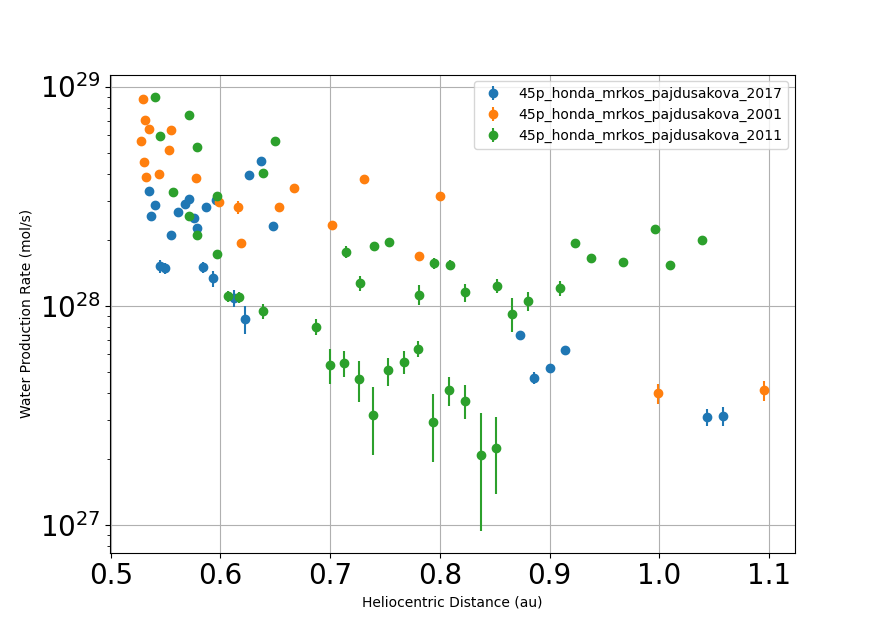 10^29
10^28
10^27
Water Production Rate (mol/s)
45p_honda_mrkos_pajdusakova_2017
45p_honda_mrkos_pajdusakova_2001
45p_honda_mrkos_pajdusakova_2011
0.5 0.6 0.7 0.8 0.9 1.0 1.1
Heliocentric Distance (au)